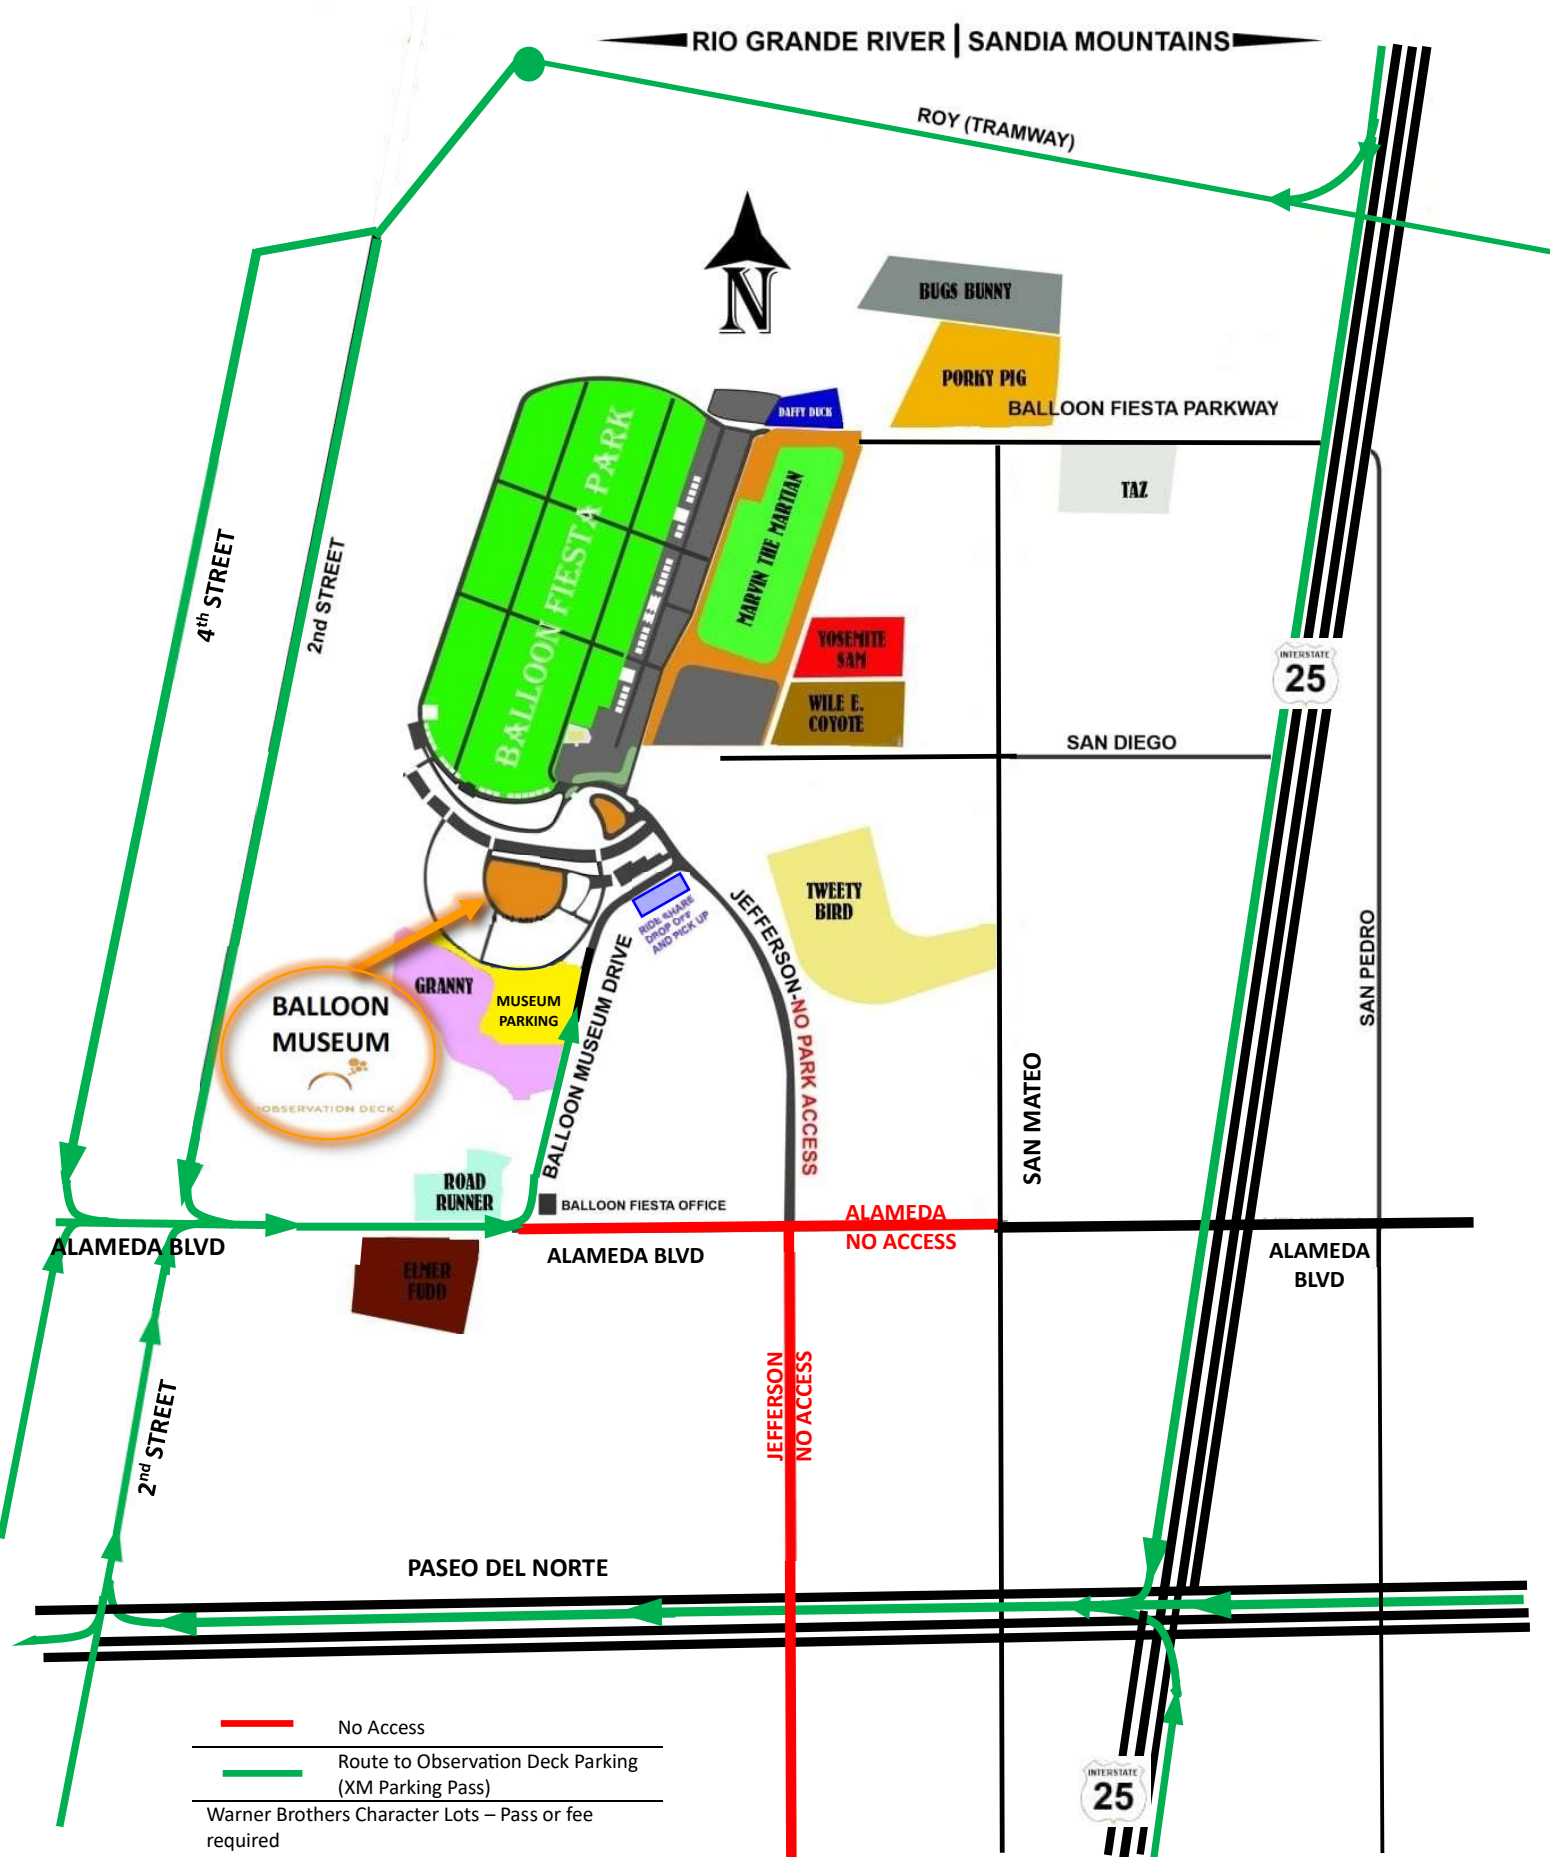 RIO GRANDE RIVER | SANDIA MOUNTAINS
ROY (TRAMWAY)
N
BUGS BUNNY
PORKY PIG
BALLOON FIESTA PARKWAY
DAFFY DUCK
TAZ
BALLOON FIESTA PARK
MARVIN THE MARTIAN
4th STREET
2nd STREET
YOSEMITE
SAM
WILE E.
COYOTE
INTERSTATE
25
SAN DIEGO
TWEETY
BIRD
JEFFERSON-NO PARK ACCESS
RIDE SHARE
DROP OFF
AND PICK UP
SAN PEDRO
GRANNY
MUSEUM
PARKING
BALLOON
MUSEUM
OBSERVATION DECK
BALLOON MUSEUM DRIVE
SAN MATEO
ROAD
RUNNER
BALLOON FIESTA OFFICE
ALAMEDA
NO ACCESS
ALAMEDA BLVD
ALAMEDA BLVD
ALAMEDA
BLVD
ELMER
FUDD
JEFFERSON
NO ACCESS
2nd STREET
PASEO DEL NORTE
No Access
Route to Observation Deck Parking
(XM Parking Pass)
Warner Brothers Character Lots – Pass or fee
required
INTERSTATE
25